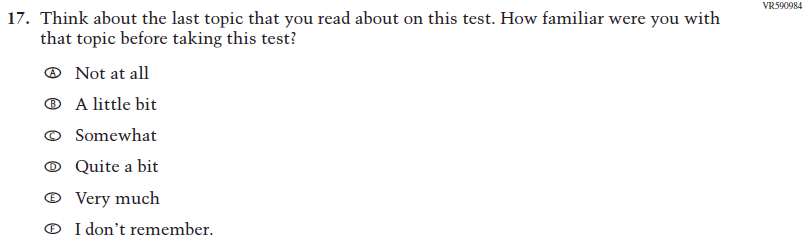 VR590984
17. Think about the last topic that you read about on this test. How familiar were you with
that topic before taking this test?
A Not at all
B A little bit
C Somewhat
D Quite a bit
E Very much
F I don't remember.